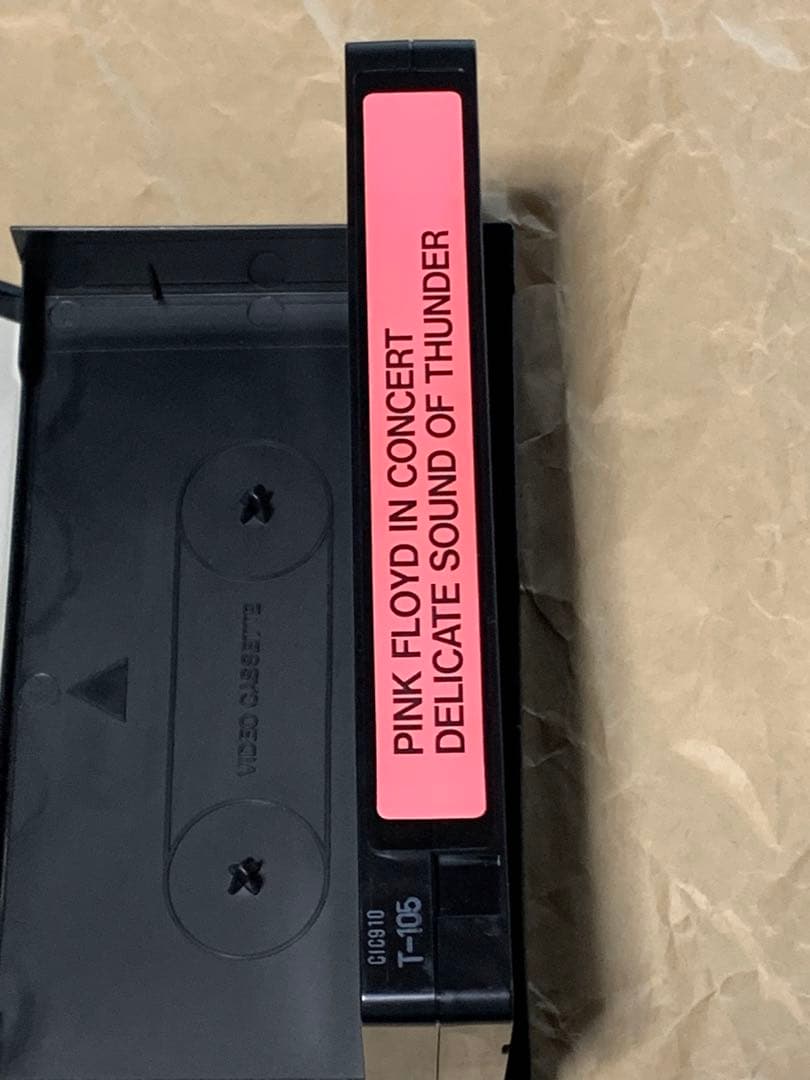 PINK FLOYD IN CONCERT
DELICATE SOUND OF THUNDER
VIDEO CASSETTE
CIC910
T-105